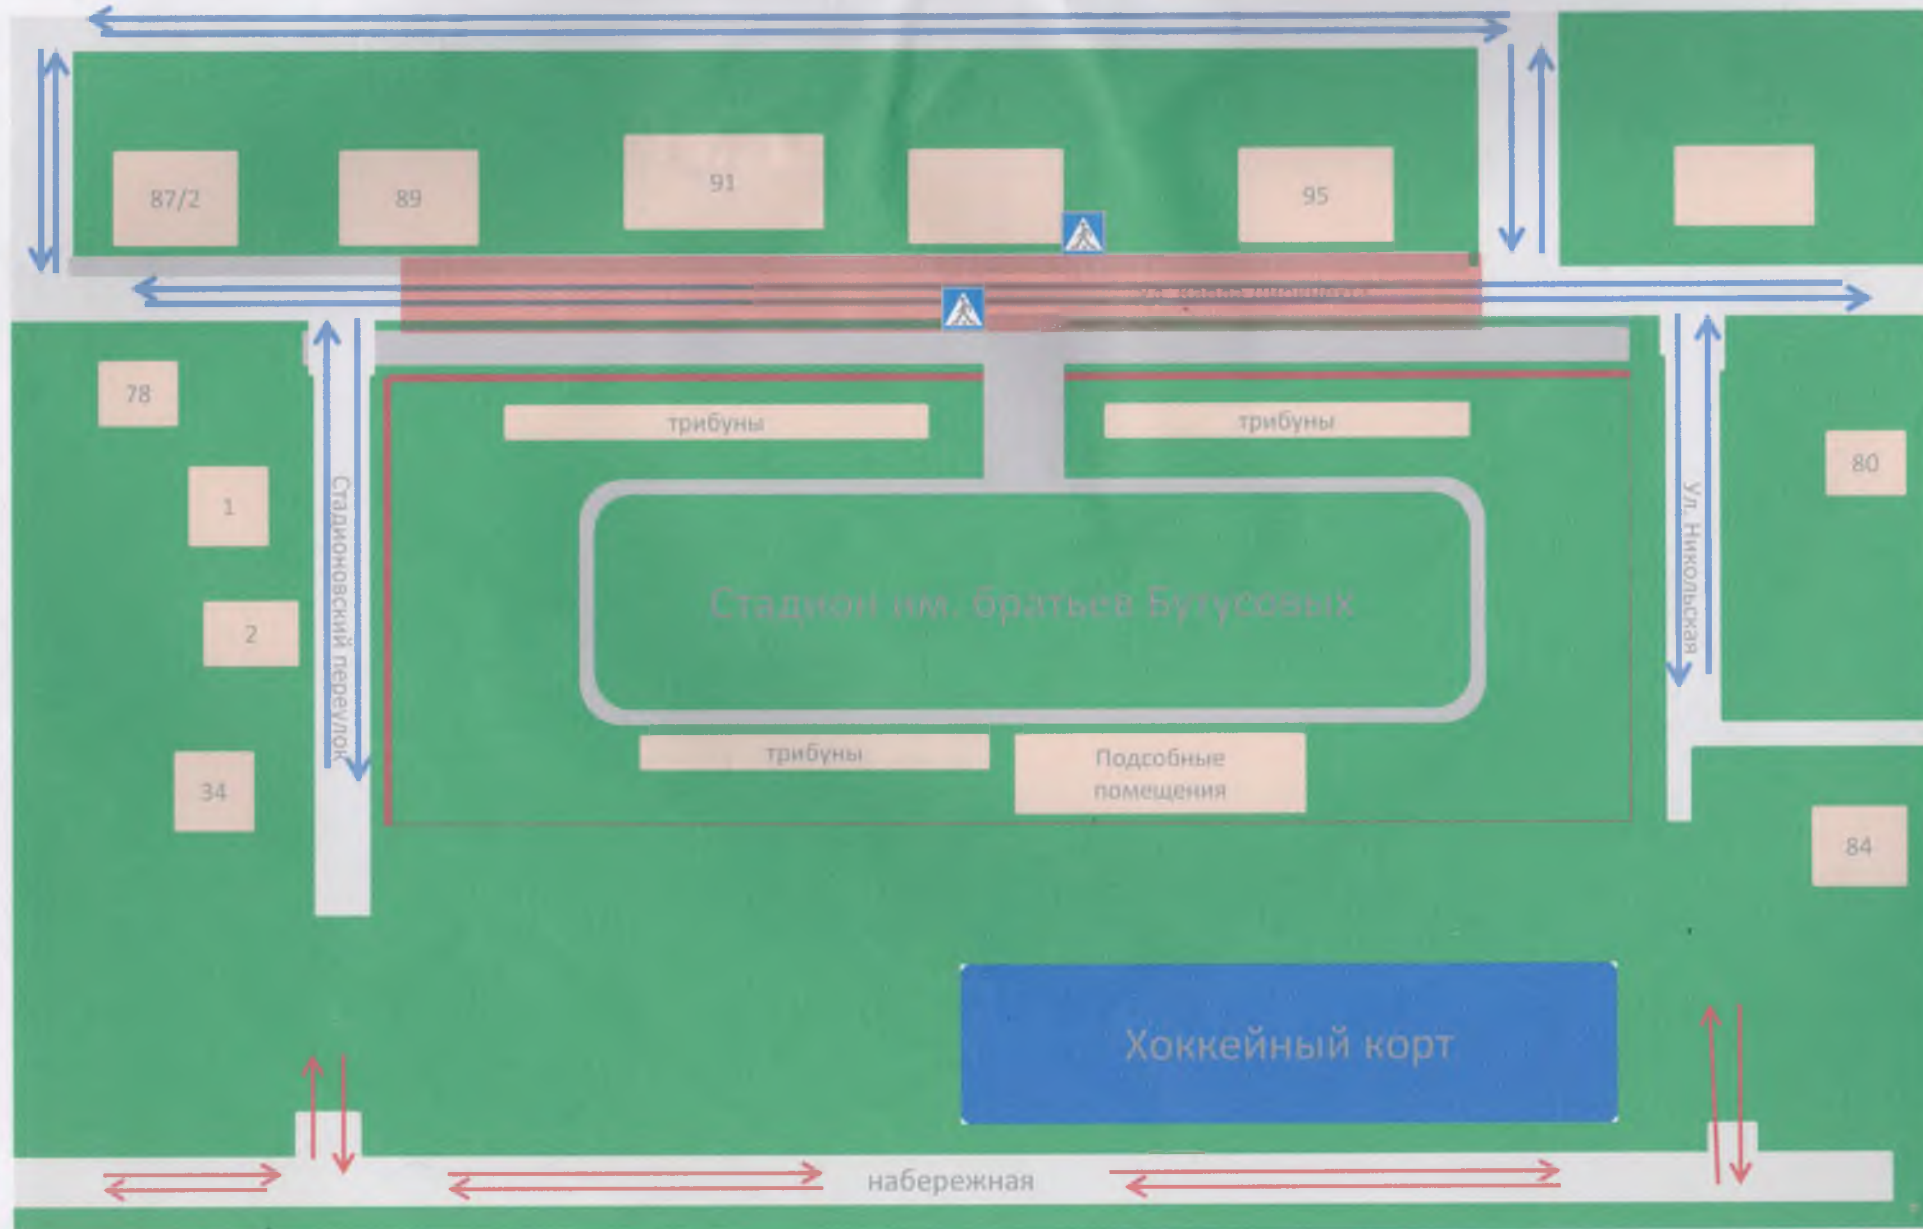 87/2
89
91
95
78
трибуны
трибуны
80
1
Стадионовский переулок
Ул. Никольская
Стадион им. братьев Бутусовых
2
трибуны
Подсобные
помещения
34
84
Хоккейный корт
набережная